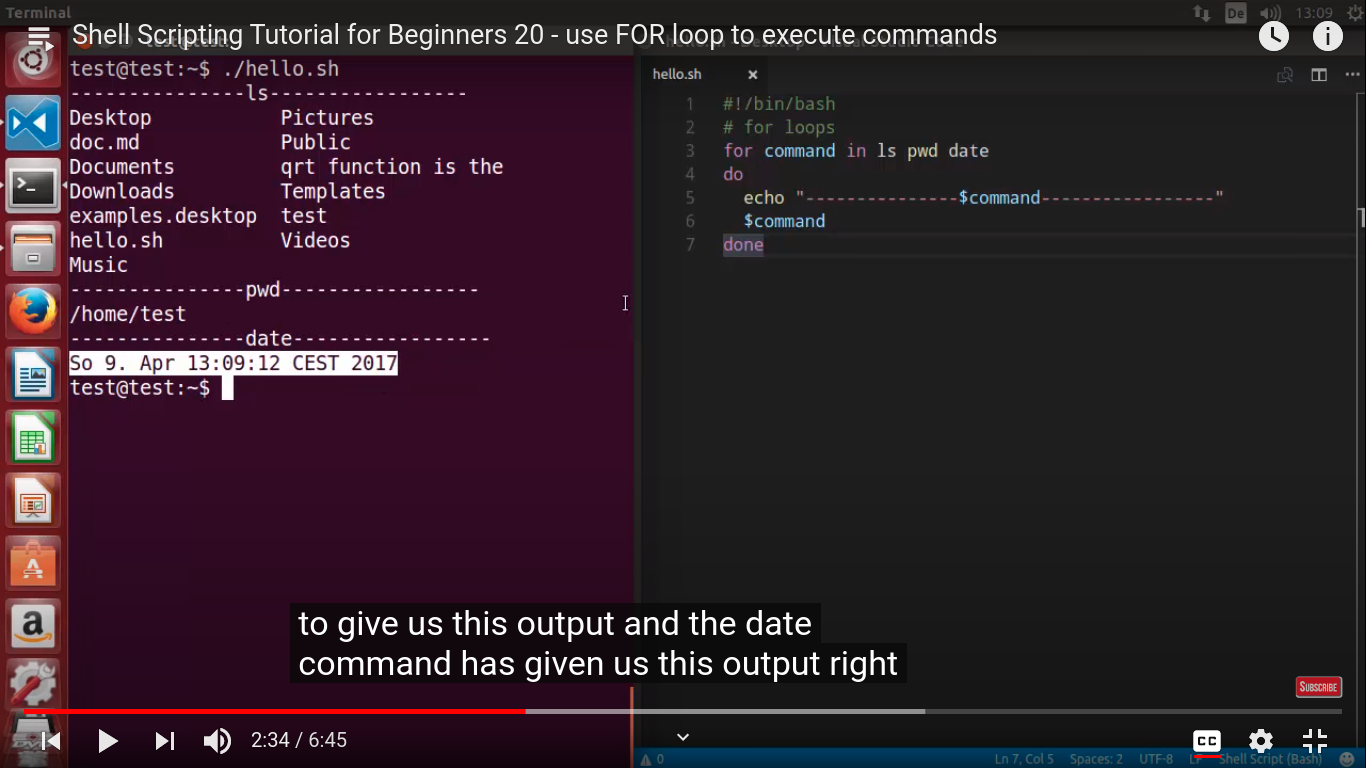 Terminal
De
13:09
Shell Scripting Tutorial for Beginners 20 - use FOR loop to execute commands
test@test:~$ ./hello.sh
---------------ls-----------------
Desktop Pictures
doc.md Public
Documents qrt function is the
Downloads Templates
examples.desktop test
hello.sh Videos
Music
---------------pwd-----------------
/home/test
---------------date-----------------
So 9. Apr 13:09:12 CEST 2017
test@test:~$
hello.sh
1 #!/bin/bash
2 # for loops
3 for command in ls pwd date
4 do
5 echo "---------------$command-----------------"
6 $command
7 done
to give us this output and the date
command has given us this output right
SUBSCRIBE
2:34 / 6:45
CC
0
Ln 7, Col 5 Spaces: 2 UTF-8 LF Shell Script (Bash)